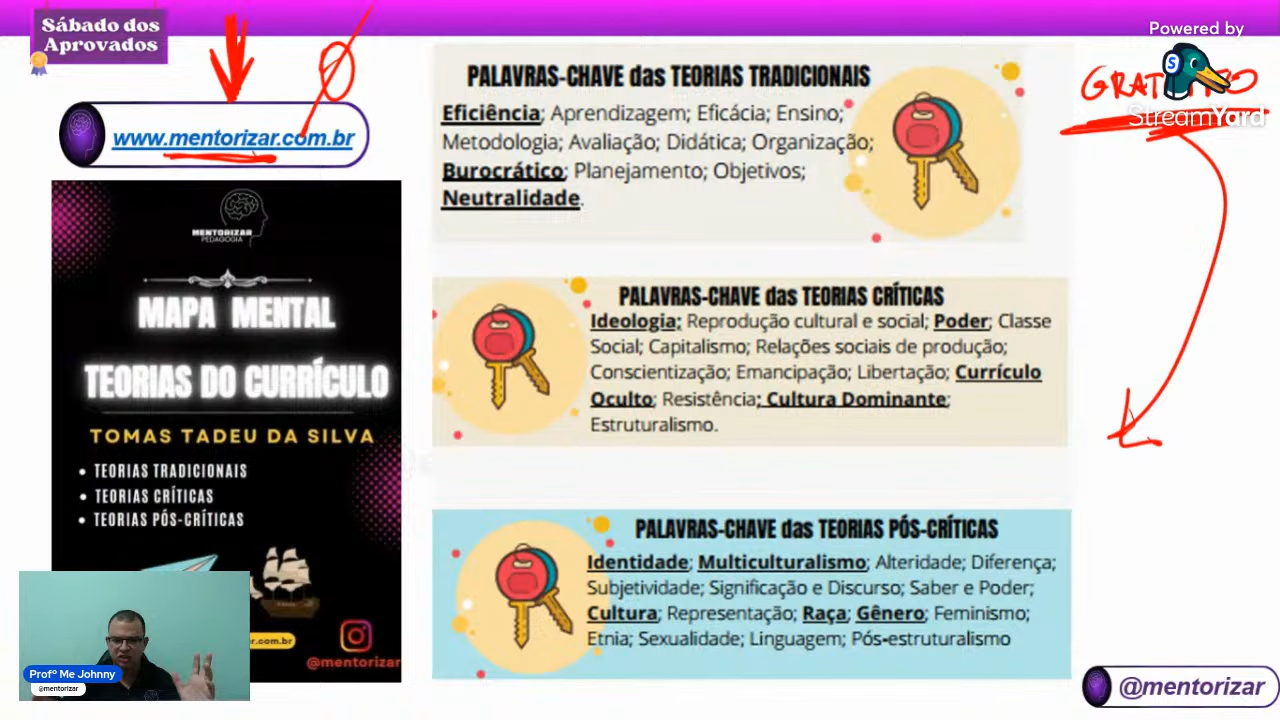 Sábado dos
Aprovados
www.mentorizar.com.br
MENTORIZAR
PEDAGOGIA
MAPA MENTAL
TEORIAS DO CURRÍCULO
TOMAS TADEU DA SILVA
• TEORIAS TRADICIONAIS
• TEORIAS CRÍTICAS
• TEORIAS PÓS-CRÍTICAS
r.com.br
@mentorizar
Profº Me Johnny
@mentorizar
PALAVRAS-CHAVE das TEORIAS TRADICIONAIS
Eficiência; Aprendizagem; Eficácia; Ensino;
Metodologia; Avaliação; Didática; Organização;
Burocrático; Planejamento; Objetivos;
Neutralidade.
PALAVRAS-CHAVE das TEORIAS CRÍTICAS
Ideologia; Reprodução cultural e social; Poder; Classe
Social; Capitalismo; Relações sociais de produção;
Conscientização; Emancipação; Libertação; Currículo
Oculto; Resistência; Cultura Dominante;
Estruturalismo.
PALAVRAS-CHAVE das TEORIAS PÓS-CRÍTICAS
Identidade; Multiculturalismo; Alteridade; Diferença;
Subjetividade; Significação e Discurso; Saber e Poder;
Cultura; Representação; Raça; Gênero; Feminismo;
Etnia; Sexualidade; Linguagem; Pós-estruturalismo
Powered by
StreamYard
@mentorizar